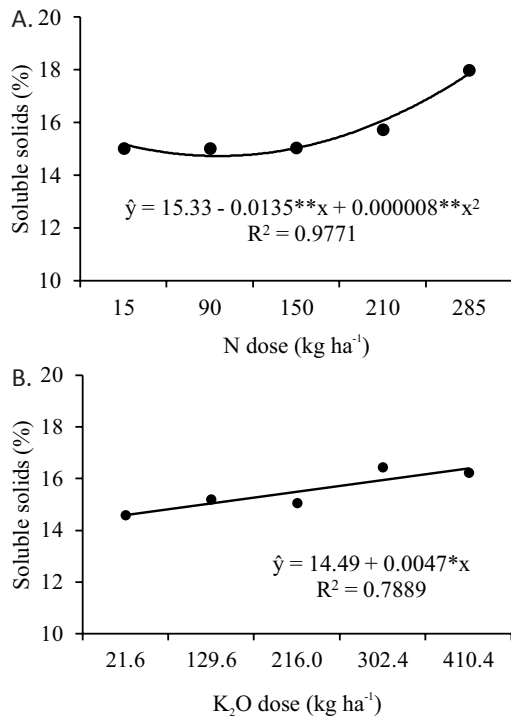 A.
20
18
16
14
12
10
Soluble solids (%)
ŷ = 15.33 - 0.0135**x + 0.000008**x²
R² = 0.9771
15 90 150 210 285
N dose (kg ha⁻¹)
B.
20
18
16
14
12
10
Soluble solids (%)
ŷ = 14.49 + 0.0047*x
R² = 0.7889
21.6 129.6 216.0 302.4 410.4
K₂O dose (kg ha⁻¹)